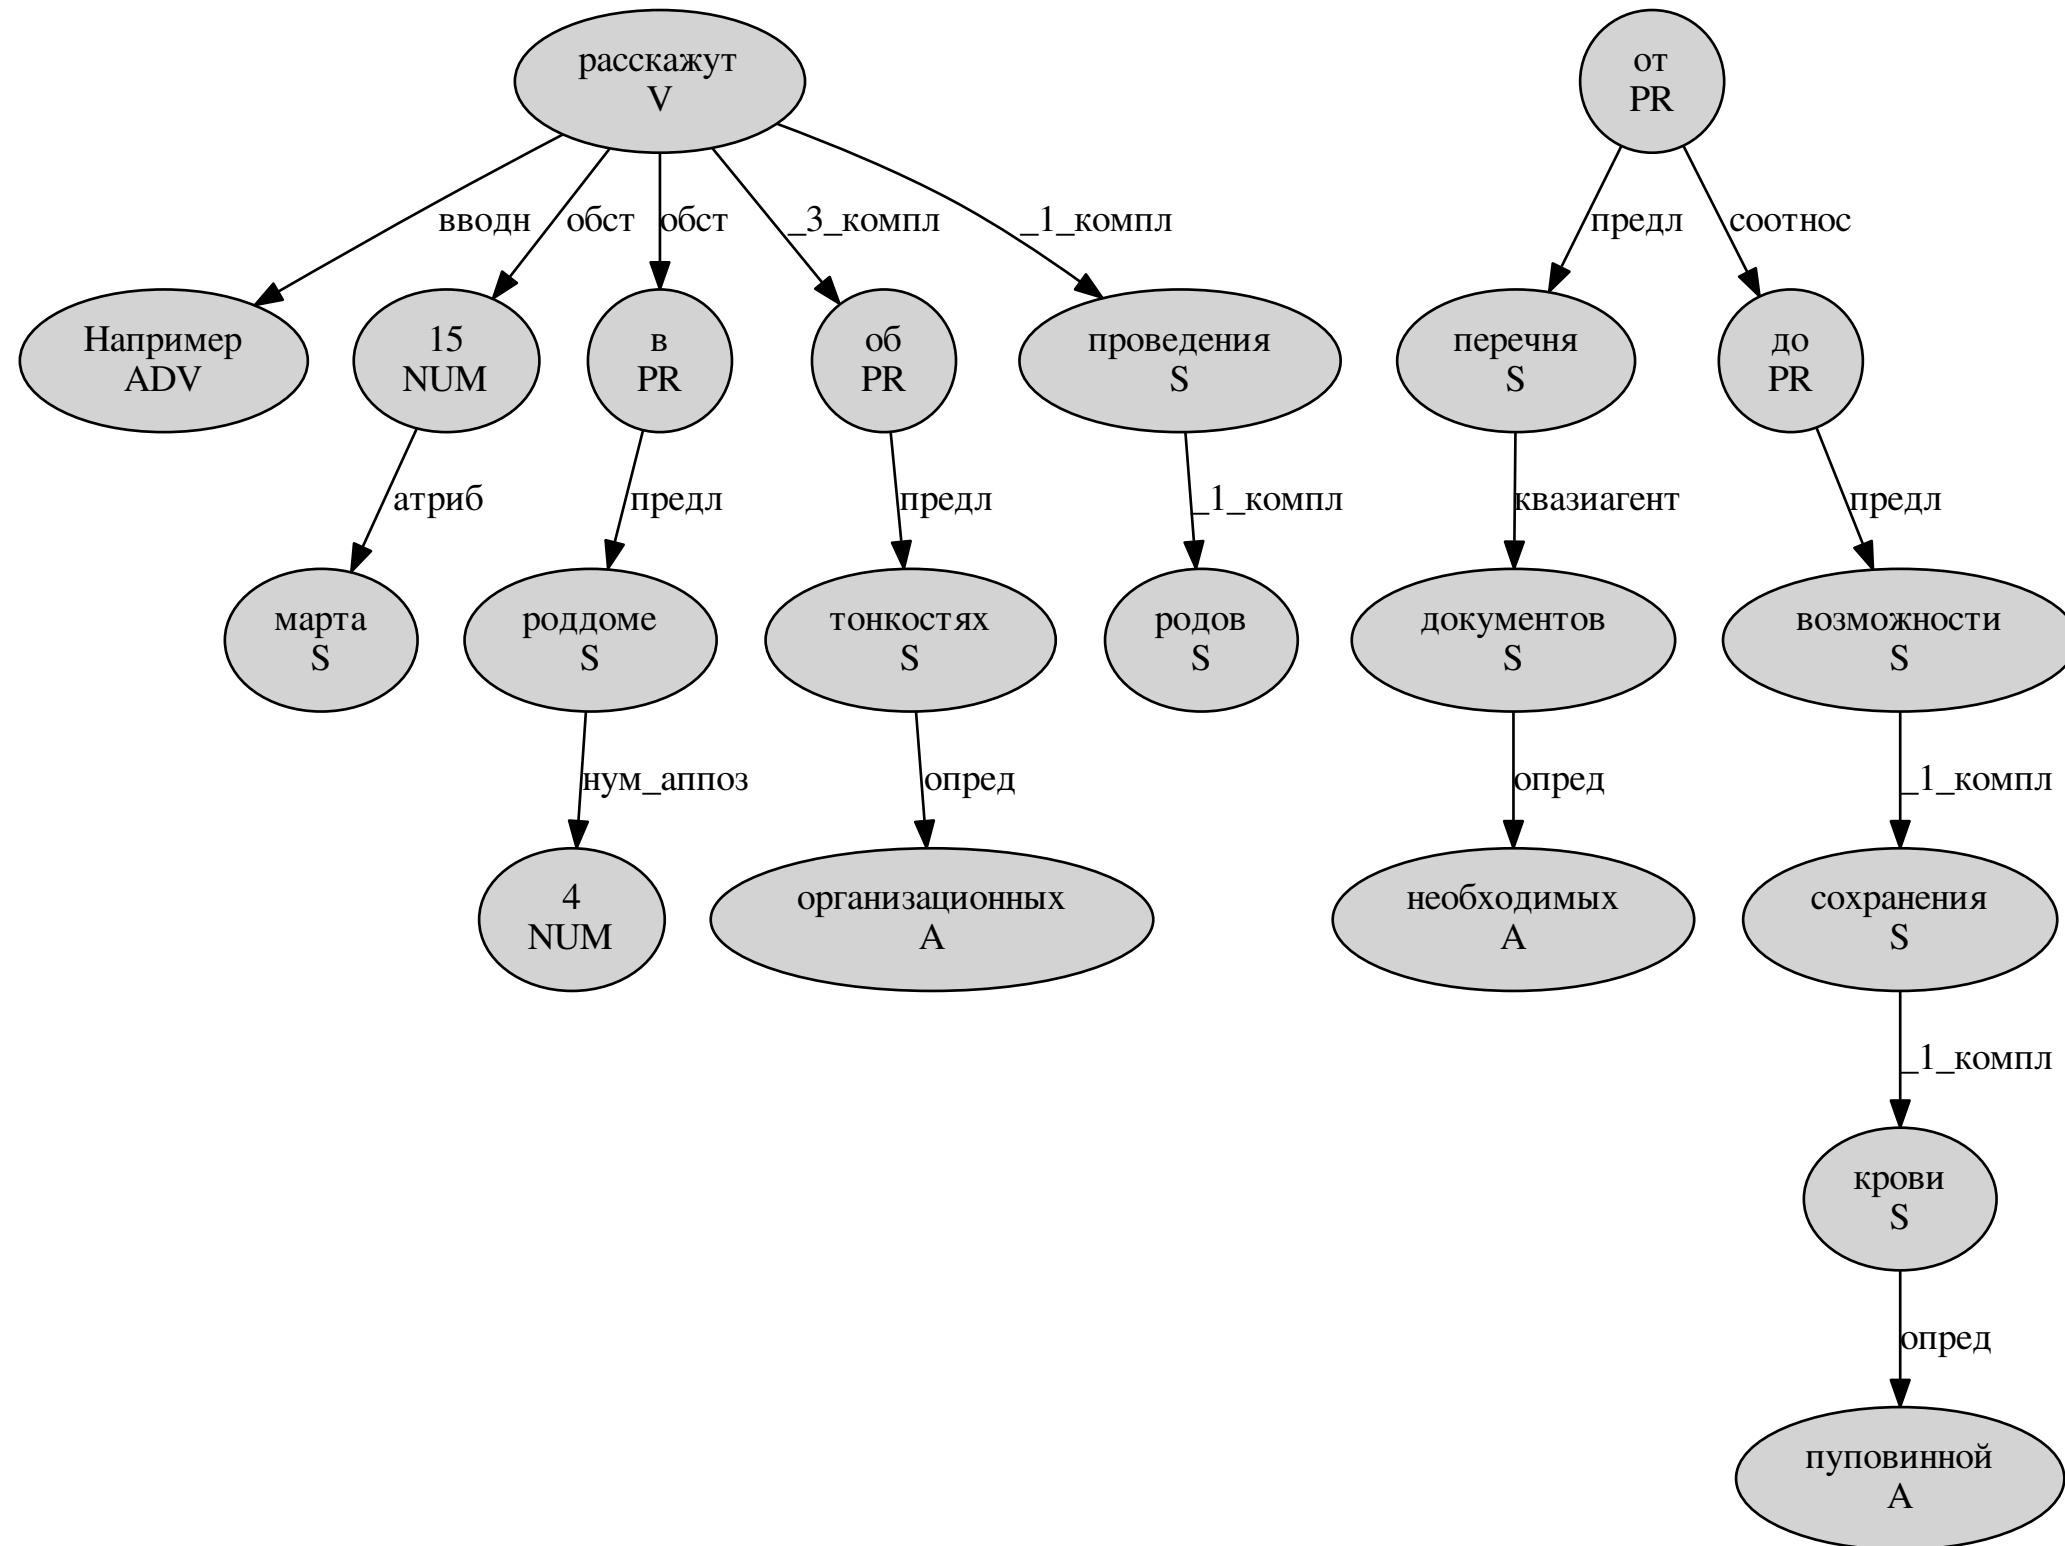 расскажут
V
от
PR
вводн
обст
обст
_3_компл
_1_компл
предл
соотнос
Например
ADV
15
NUM
в
PR
об
PR
проведения
S
перечня
S
до
PR
атриб
предл
предл
_1_компл
квазиагент
предл
марта
S
роддоме
S
тонкостях
S
родов
S
документов
S
возможности
S
нум_аппоз
опред
опред
_1_компл
4
NUM
организационных
A
необходимых
A
сохранения
S
_1_компл
крови
S
опред
пуповинной
A